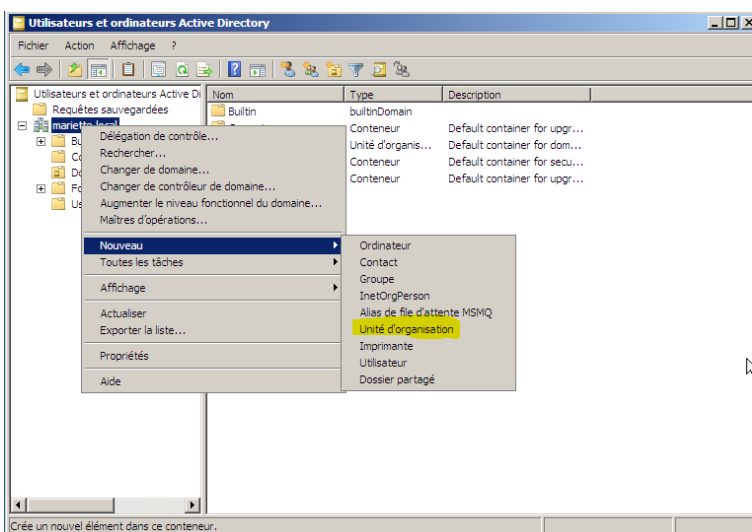 Utilisateurs et ordinateurs Active Directory
Fichier Action Affichage ?
Utilisateurs et ordinateurs Active Di
Requêtes sauvegardées
Nom Type Description
Builtin builtinDomain
Conteneur Default container for upgr...
Unité d'organis... Default container for dom...
Conteneur Default container for secu...
Conteneur Default container for upgr...
Délégation de contrôle...
Rechercher...
Changer de domaine...
Changer de contrôleur de domaine...
Augmenter le niveau fonctionnel du domaine...
Maîtres d'opérations...
Nouveau
Toutes les tâches
Affichage
Actualiser
Exporter la liste...
Propriétés
Aide
Ordinateur
Contact
Groupe
InetOrgPerson
Alias de file d'attente MSMQ
Unité d'organisation
Imprimante
Utilisateur
Dossier partagé
Crée un nouvel élément dans ce conteneur.